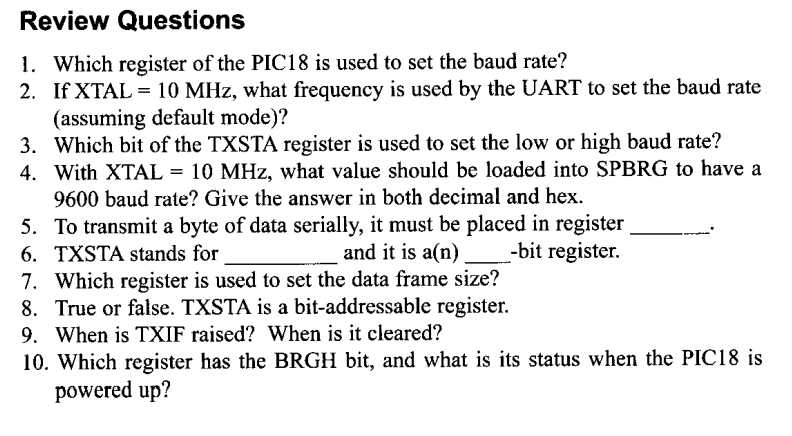 Review Questions
1. Which register of the PIC18 is used to set the baud rate?
2. If XTAL = 10 MHz, what frequency is used by the UART to set the baud rate
(assuming default mode)?
3. Which bit of the TXSTA register is used to set the low or high baud rate?
4. With XTAL = 10 MHz, what value should be loaded into SPBRG to have a
9600 baud rate? Give the answer in both decimal and hex.
5. To transmit a byte of data serially, it must be placed in register _______.
6. TXSTA stands for __________ and it is a(n) ____-bit register.
7. Which register is used to set the data frame size?
8. True or false. TXSTA is a bit-addressable register.
9. When is TXIF raised? When is it cleared?
10. Which register has the BRGH bit, and what is its status when the PIC18 is
powered up?